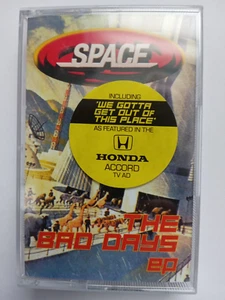 SPACE
INCLUDING
'WE GOTTA
GET OUT OF
THIS PLACE'
AS FEATURED IN THE
HONDA
ACCORD
TV AD
THE
BAD DAYS
EP